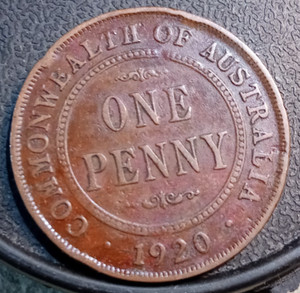 COMMONWEALTH OF AUSTRALIA
ONE
PENNY
· 1920 ·